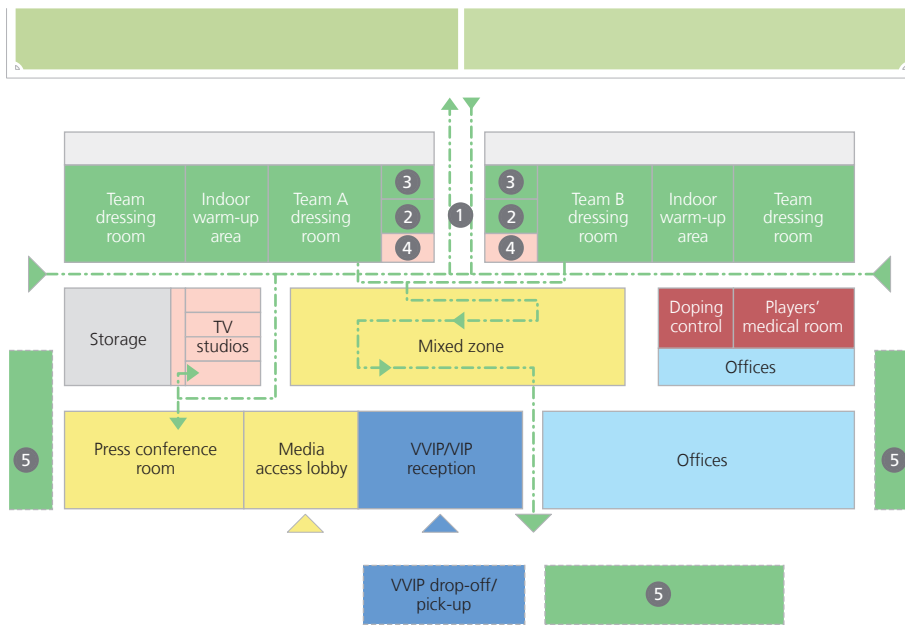 3
3
Team
dressing
room
Indoor
warm-up
area
Team A
dressing
room
2
1
2
Team B
dressing
room
Indoor
warm-up
area
Team
dressing
room
4
4
Storage
TV
studios
Mixed zone
Doping
control
Players’
medical room
Offices
5
Press conference
room
Media
access lobby
VVIP/VIP
reception
Offices
5
VVIP drop-off/
pick-up
5